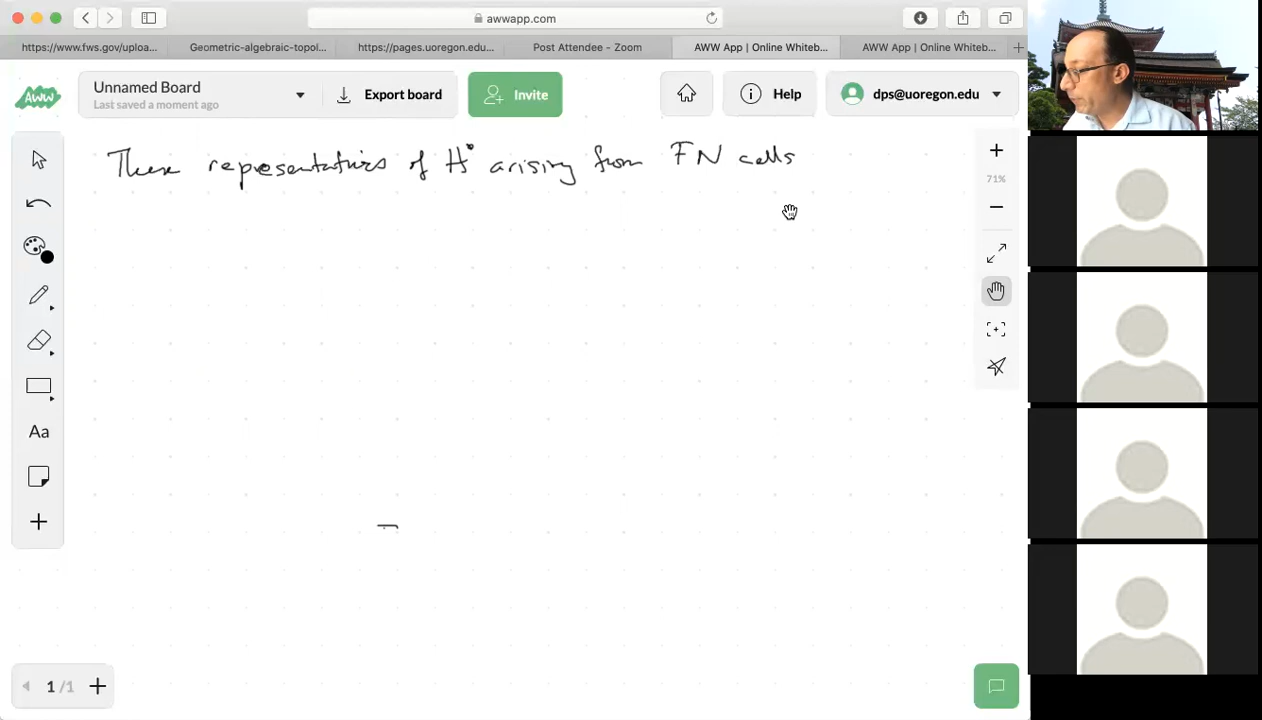 awwapp.com
https://www.fws.gov/uploa...
Geometric-algebraic-topol...
https://pages.uoregon.edu...
Post Attendee - Zoom
AWW App | Online Whiteb...
AWW App | Online Whiteb...
AWW
Unnamed Board
Last saved a moment ago
Export board
Invite
Help
dps@uoregon.edu
These representatives of H° arising from FN cells
71%
Aa
1 /1